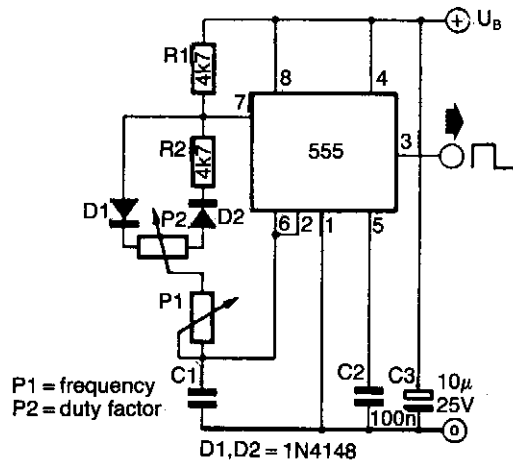 U_B
R1
4k7
8
4
7
R2
4k7
555
3
D1
P2
D2
6
2
1
5
P1
C1
C2
100n
C3
10µ
25V
P1 = frequency
P2 = duty factor
D1,D2 = 1N4148
+
0